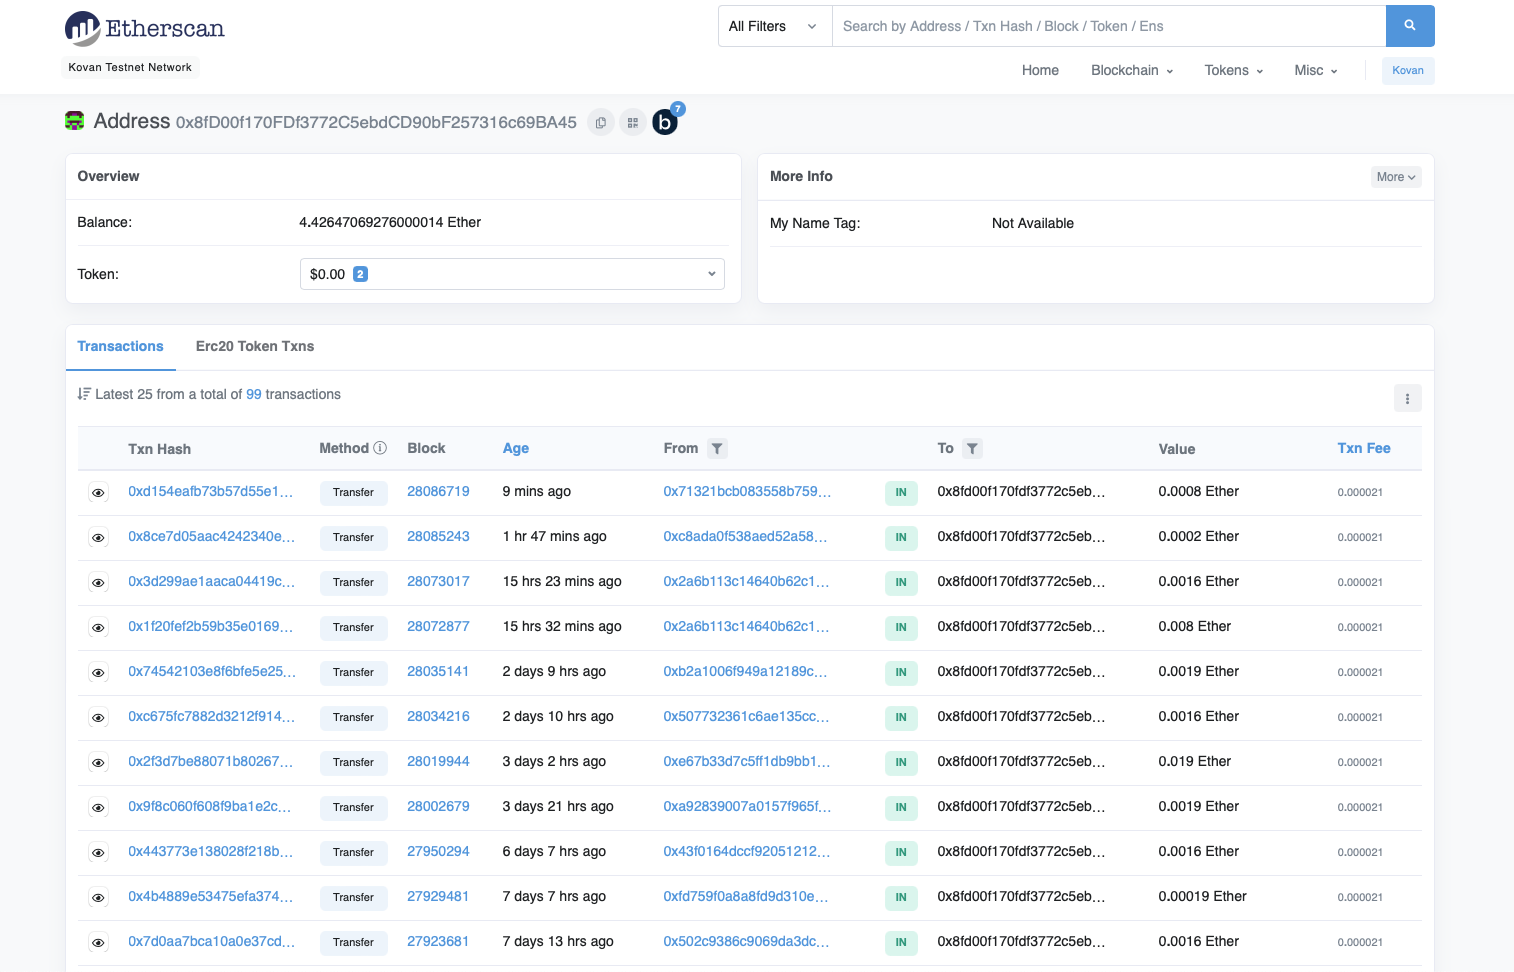 Etherscan
All Filters
Search by Address / Txn Hash / Block / Token / Ens
Kovan Testnet Network
Home Blockchain Tokens Misc Kovan
Address 0x8fD00f170FDf3772C5ebdCD90bF257316c69BA45 b 7
Overview
Balance: 4.42647069276000014 Ether
Token: $0.00 2
More Info More
My Name Tag: Not Available
Transactions Erc20 Token Txns
Latest 25 from a total of 99 transactions
Txn Hash Method Block Age From To Value Txn Fee
0xd154eafb73b57d55e1... Transfer 28086719 9 mins ago 0x71321bcb083558b759... IN 0x8fd00f170fdf3772c5eb... 0.0008 Ether 0.000021
0x8ce7d05aac4242340e... Transfer 28085243 1 hr 47 mins ago 0xc8ada0f538aed52a58... IN 0x8fd00f170fdf3772c5eb... 0.0002 Ether 0.000021
0x3d299ae1aaca04419c... Transfer 28073017 15 hrs 23 mins ago 0x2a6b113c14640b62c1... IN 0x8fd00f170fdf3772c5eb... 0.0016 Ether 0.000021
0x1f20fef2b59b35e0169... Transfer 28072877 15 hrs 32 mins ago 0x2a6b113c14640b62c1... IN 0x8fd00f170fdf3772c5eb... 0.008 Ether 0.000021
0x74542103e8f6bfe5e25... Transfer 28035141 2 days 9 hrs ago 0xb2a1006f949a12189c... IN 0x8fd00f170fdf3772c5eb... 0.0019 Ether 0.000021
0xc675fc7882d3212f914... Transfer 28034216 2 days 10 hrs ago 0x507732361c6ae135cc... IN 0x8fd00f170fdf3772c5eb... 0.0016 Ether 0.000021
0x2f3d7be88071b80267... Transfer 28019944 3 days 2 hrs ago 0xe67b33d7c5ff1db9bb1... IN 0x8fd00f170fdf3772c5eb... 0.019 Ether 0.000021
0x9f8c060f608f9ba1e2c... Transfer 28002679 3 days 21 hrs ago 0xa92839007a0157f965f... IN 0x8fd00f170fdf3772c5eb... 0.0019 Ether 0.000021
0x443773e138028f218b... Transfer 27950294 6 days 7 hrs ago 0x43f0164dccf92051212... IN 0x8fd00f170fdf3772c5eb... 0.0016 Ether 0.000021
0x4b4889e53475efa374... Transfer 27929481 7 days 7 hrs ago 0xfd759f0a8a8fd9d310e... IN 0x8fd00f170fdf3772c5eb... 0.00019 Ether 0.000021
0x7d0aa7bca10a0e37cd... Transfer 27923681 7 days 13 hrs ago 0x502c9386c9069da3dc... IN 0x8fd00f170fdf3772c5eb... 0.0016 Ether 0.000021